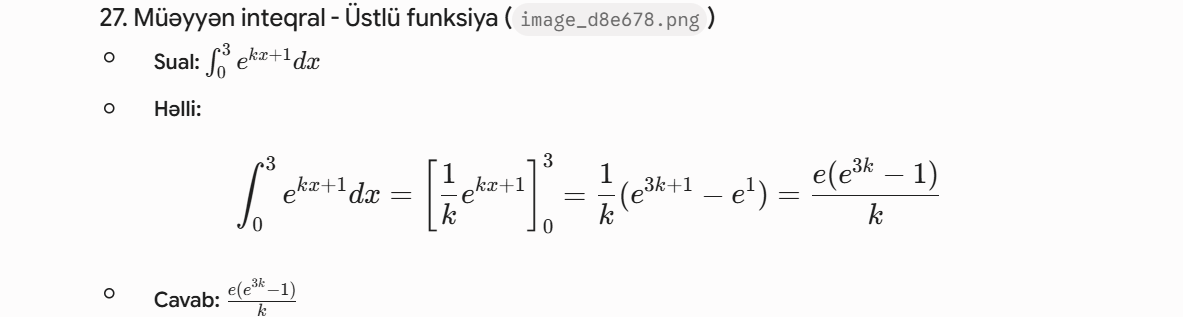 27. Müəyyən inteqral - Üstlü funksiya ( image_d8e678.png )
Sual: ∫₀³ e^{kx+1}dx
Həlli:
∫₀³ e^{kx+1}dx = [1/k e^{kx+1}]₀³ = 1/k (e^{3k+1} − e¹) = e(e^{3k} − 1)/k
Cavab: e(e^{3k}−1)/k